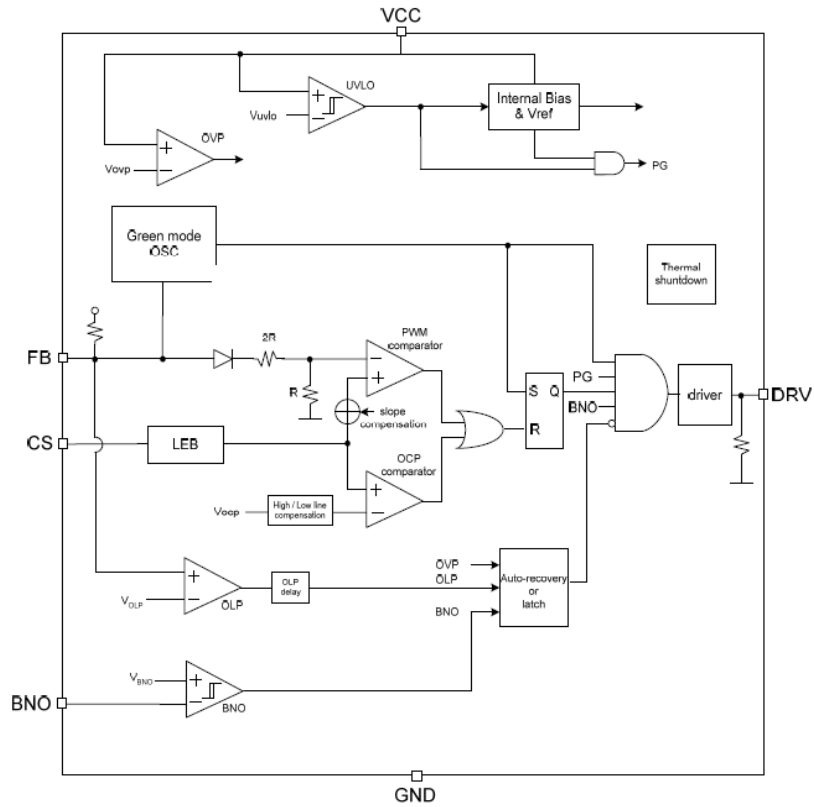 VCC
UVLO
Vuvlo
Internal Bias
& Vref
OVP
Vovp
PG
Green mode
OSC
Thermal
shuntdown
FB
2R
PWM
comparator
R
slope
compensation
S
Q
R
PG
BNO
driver
DRV
CS
LEB
OCP
comparator
Vocp
High / Low line
compensation
OVP
OLP
BNO
Auto-recovery
or
latch
OLP
delay
VOLP
OLP
VBNO
BNO
BNO
GND